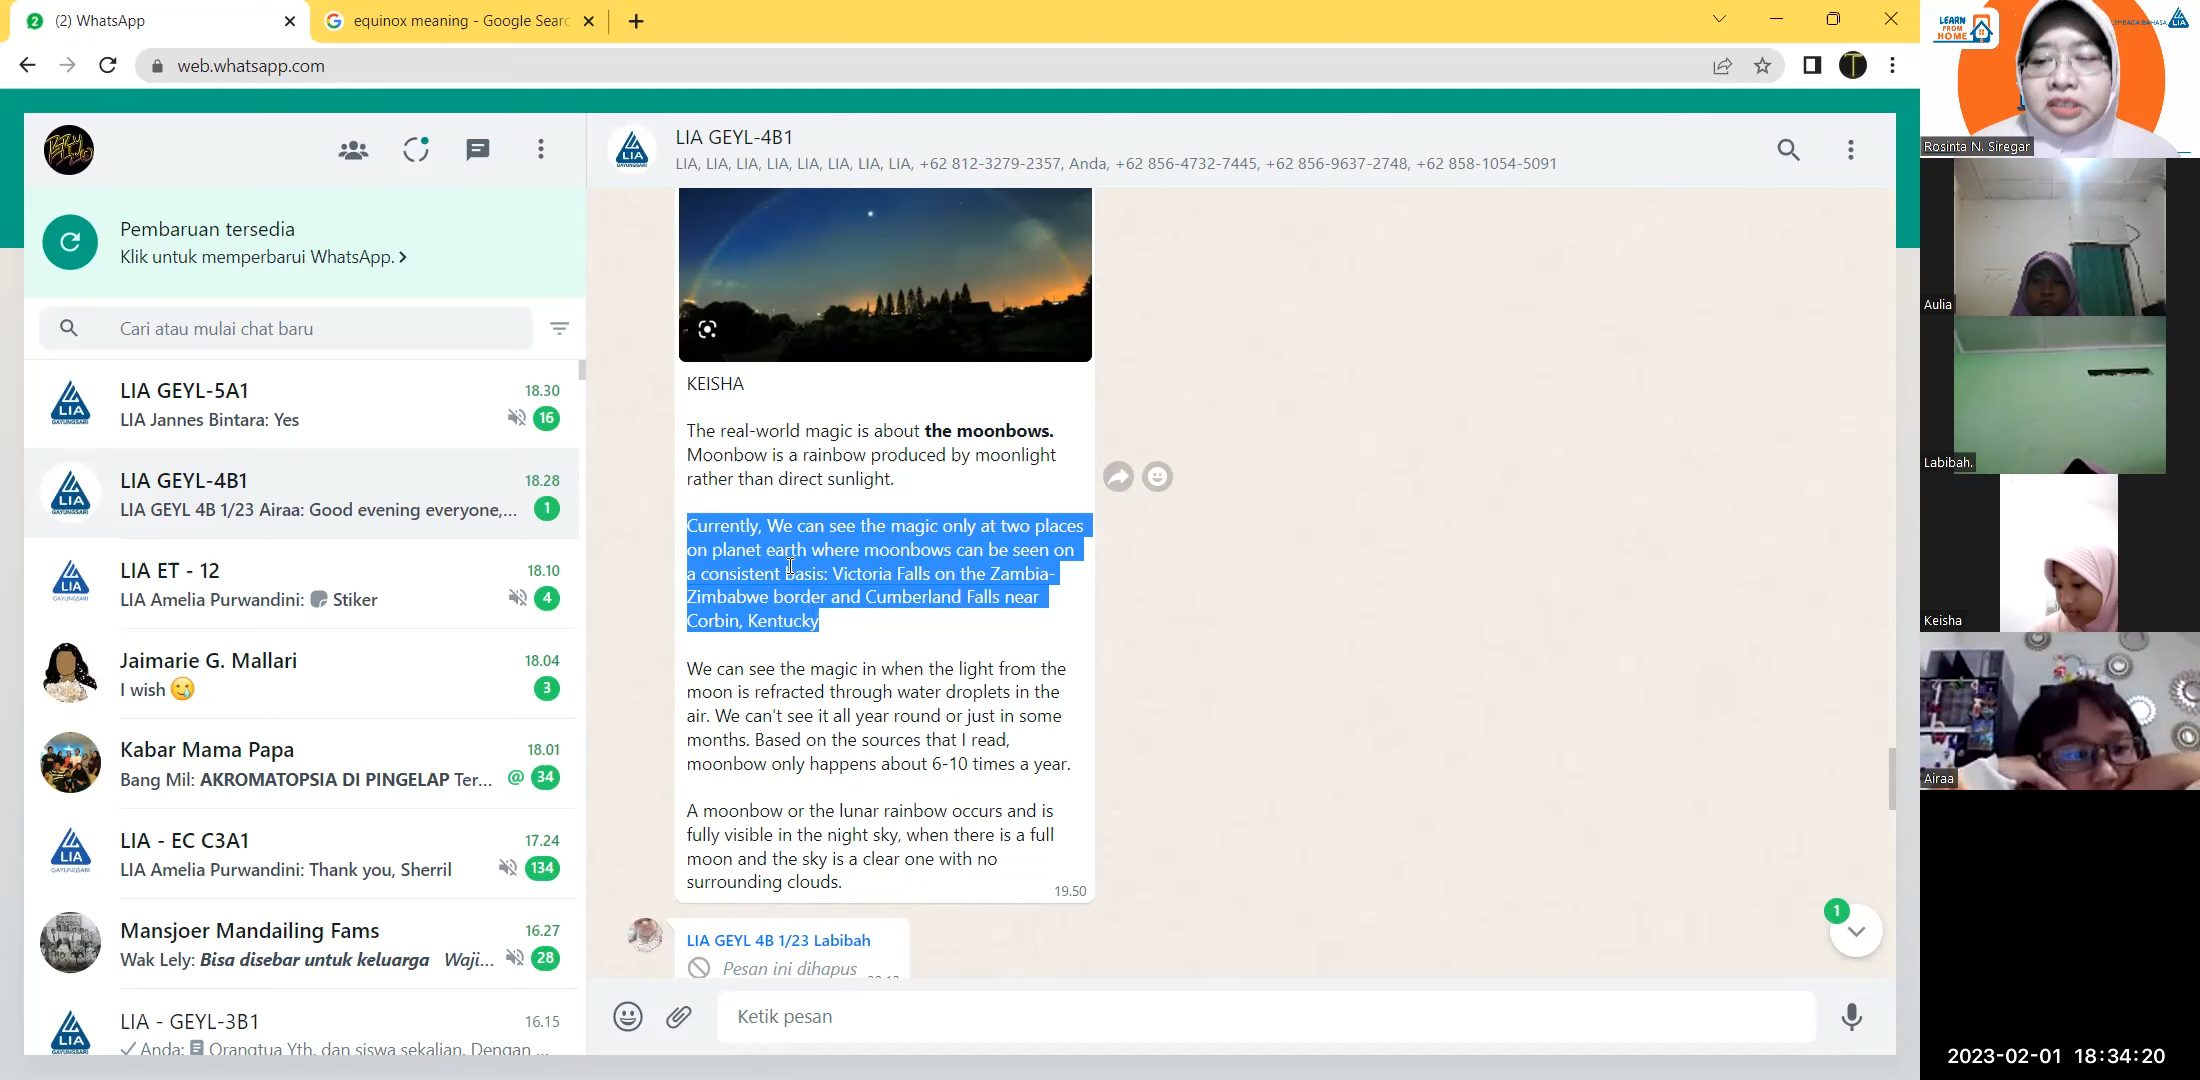 (2) WhatsApp
equinox meaning - Google Searc
web.whatsapp.com
LIA GEYL-4B1
LIA, LIA, LIA, LIA, LIA, LIA, LIA, LIA, +62 812-3279-2357, Anda, +62 856-4732-7445, +62 856-9637-2748, +62 858-1054-5091
Pembaruan tersedia
Klik untuk memperbarui WhatsApp.
Cari atau mulai chat baru
LIA GEYL-5A1
18.30
LIA Jannes Bintara: Yes
16
LIA GEYL-4B1
18.28
LIA GEYL 4B 1/23 Airaa: Good evening everyone,...
1
LIA ET - 12
18.10
LIA Amelia Purwandini: Stiker
4
Jaimarie G. Mallari
18.04
I wish
3
Kabar Mama Papa
18.01
Bang Mil: AKROMATOPSIA DI PINGELAP Ter...
@ 34
LIA - EC C3A1
17.24
LIA Amelia Purwandini: Thank you, Sherril
134
Mansjoer Mandailing Fams
16.27
Wak Lely: Bisa disebar untuk keluarga Waji...
28
LIA - GEYL-3B1
16.15
Anda: Orangtua Yth. dan siswa sekalian, Dengan ...
KEISHA
The real-world magic is about the moonbows.
Moonbow is a rainbow produced by moonlight
rather than direct sunlight.
Currently, We can see the magic only at two places
on planet earth where moonbows can be seen on
a consistent basis: Victoria Falls on the Zambia-
Zimbabwe border and Cumberland Falls near
Corbin, Kentucky
We can see the magic in when the light from the
moon is refracted through water droplets in the
air. We can't see it all year round or just in some
months. Based on the sources that I read,
moonbow only happens about 6-10 times a year.
A moonbow or the lunar rainbow occurs and is
fully visible in the night sky, when there is a full
moon and the sky is a clear one with no
surrounding clouds.
19.50
LIA GEYL 4B 1/23 Labibah
Pesan ini dihapus
1
Ketik pesan
LEARN
FROM
HOME
LEMBAGA BAHASA LIA
Rosinta N. Siregar
Aulia
Labibah.
Keisha
Airaa
2023-02-01 18:34:20